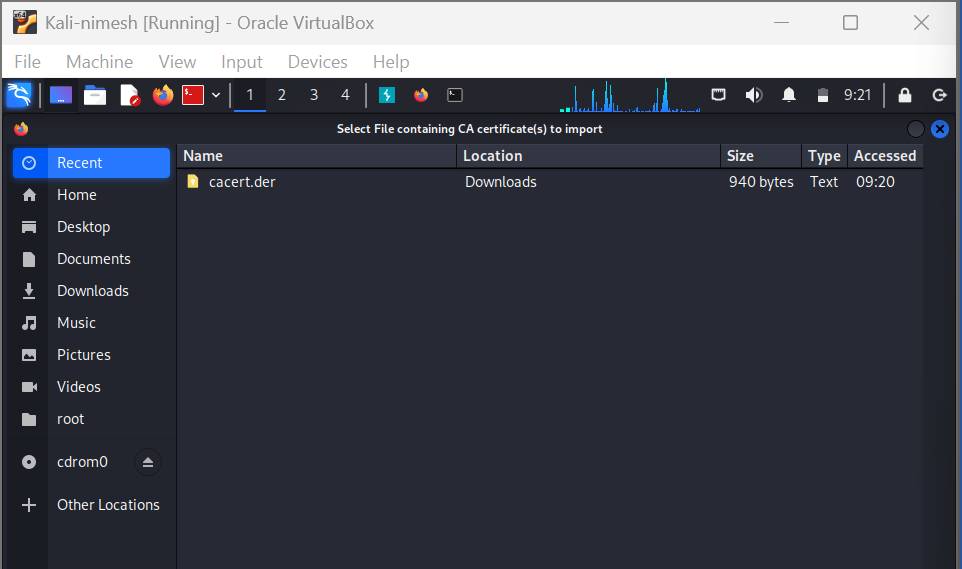 Kali-nimesh [Running] - Oracle VirtualBox
File Machine View Input Devices Help
1 2 3 4 9:21
Select File containing CA certificate(s) to import
Recent
Home
Desktop
Documents
Downloads
Music
Pictures
Videos
root
cdrom0
Other Locations
Name Location Size Type Accessed
cacert.der Downloads 940 bytes Text 09:20